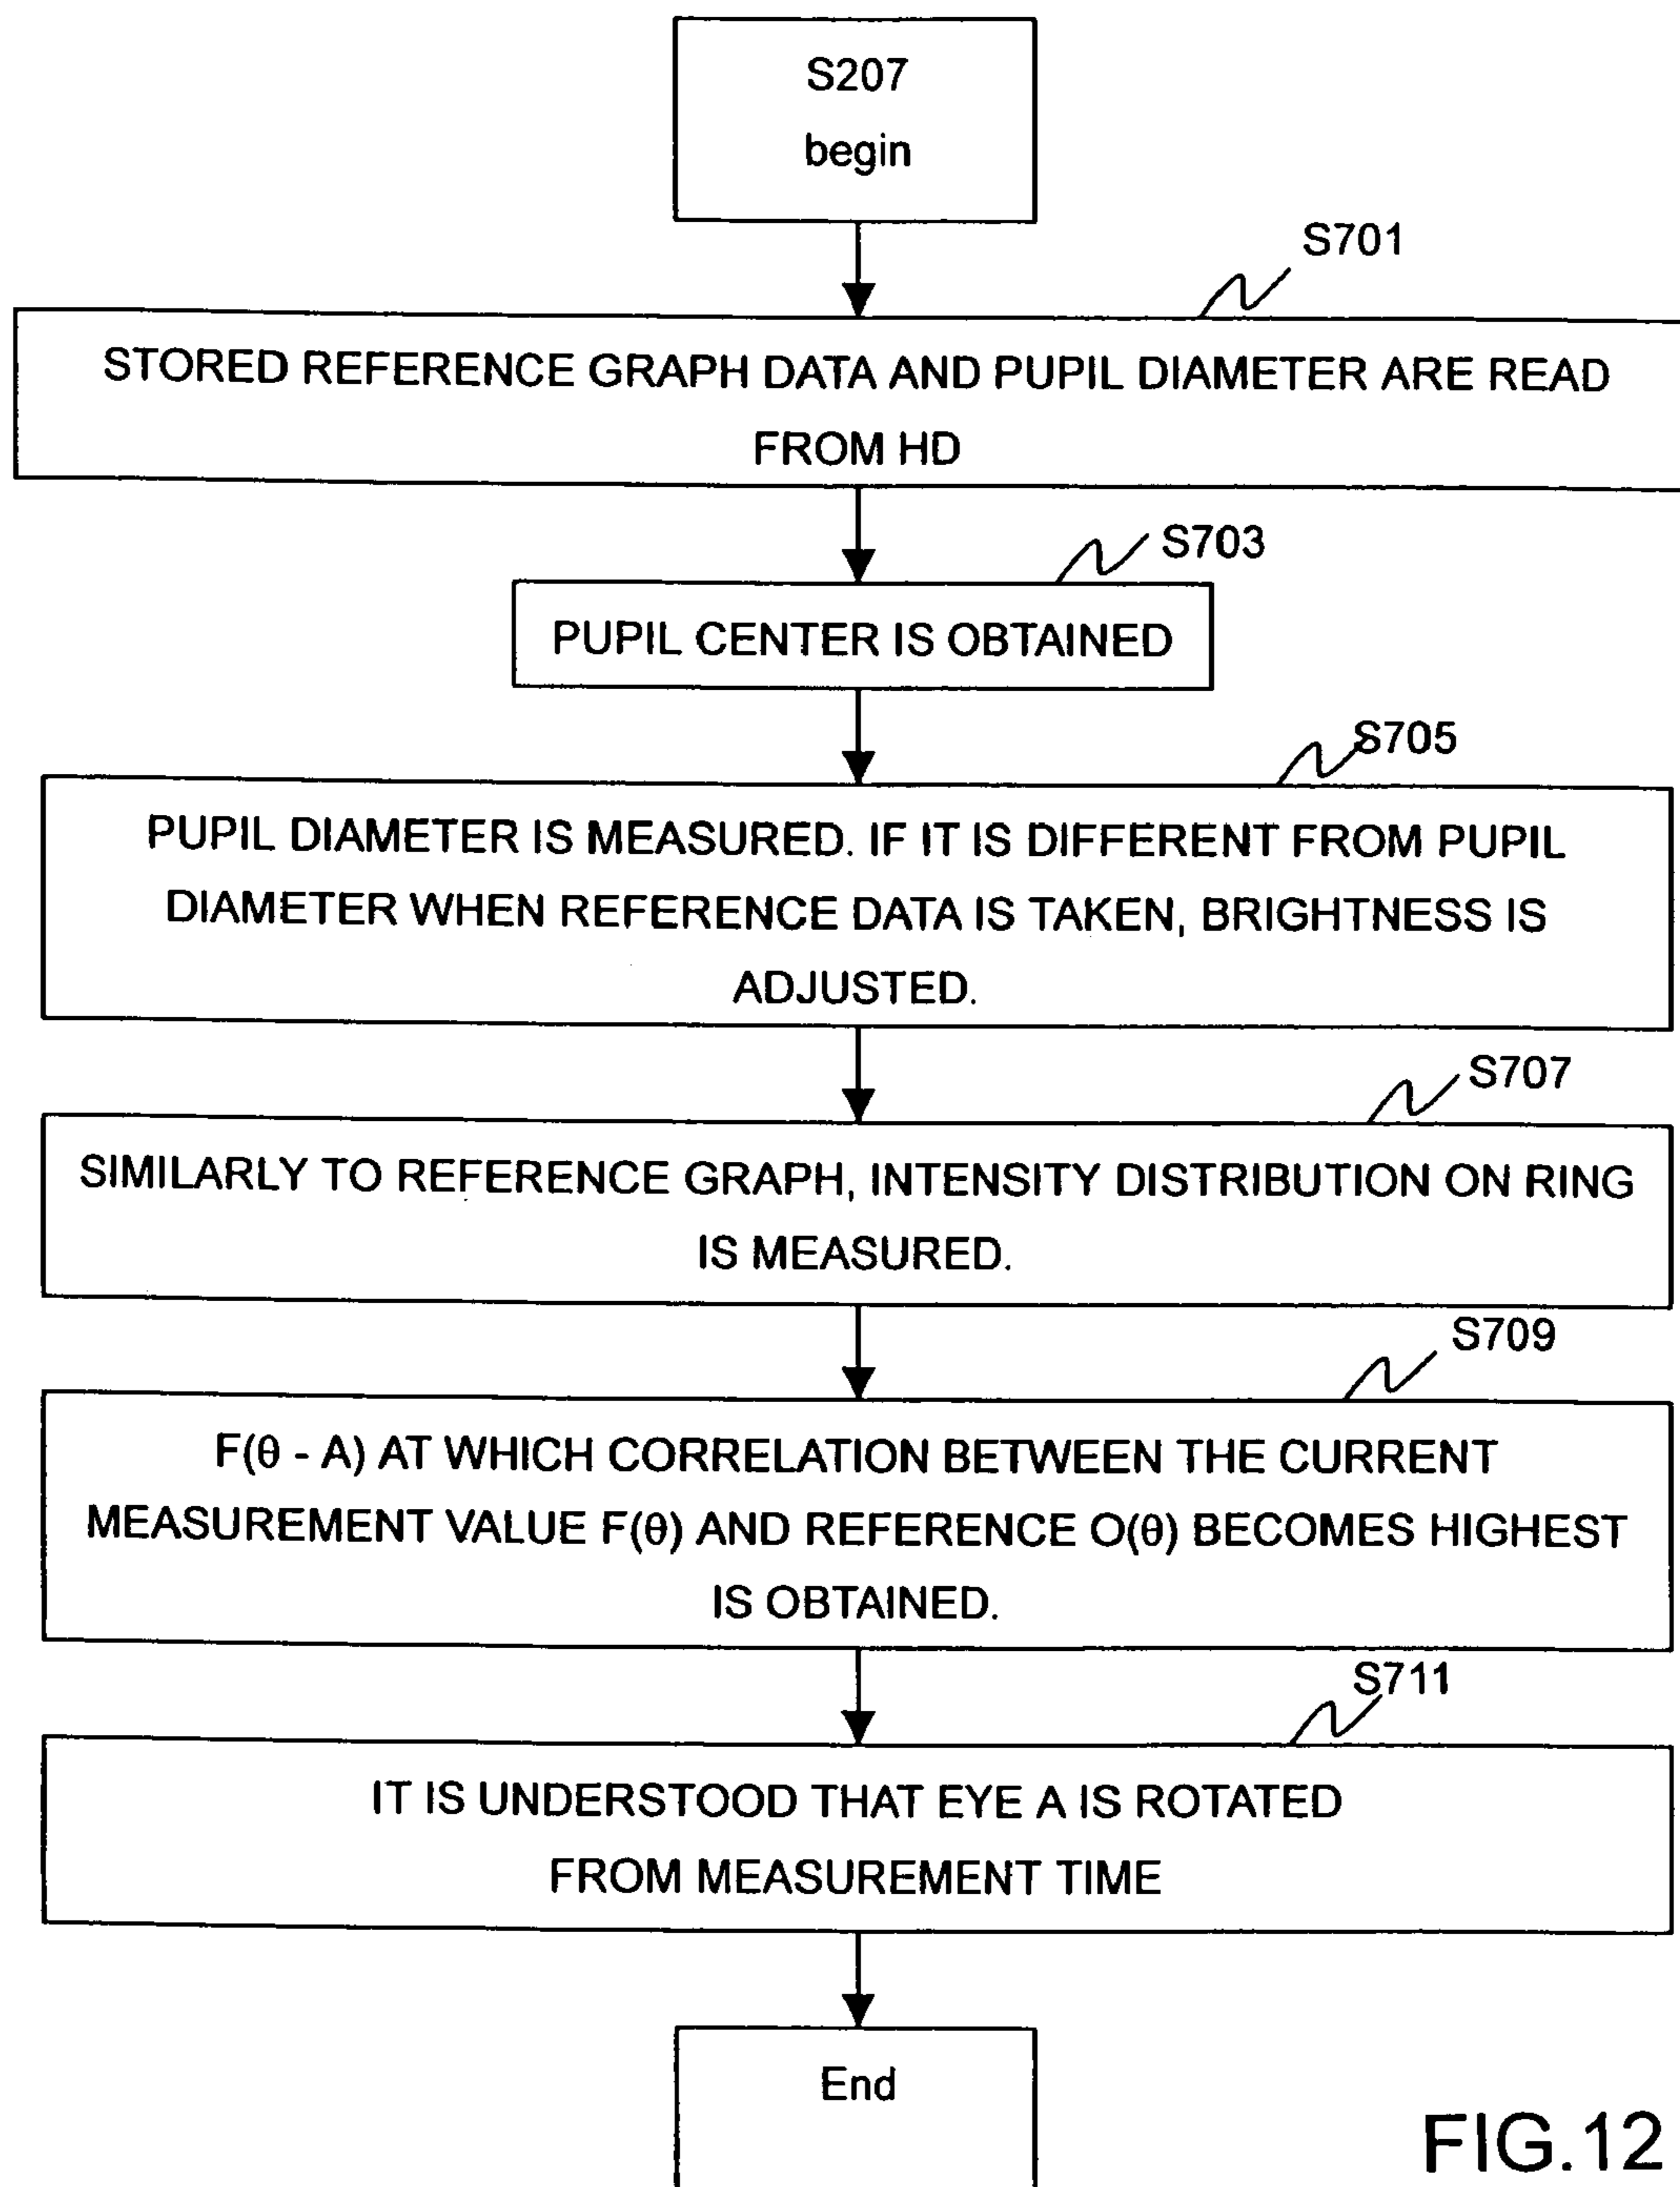 S207
begin
S701
STORED REFERENCE GRAPH DATA AND PUPIL DIAMETER ARE READ
FROM HD
S703
PUPIL CENTER IS OBTAINED
S705
PUPIL DIAMETER IS MEASURED. IF IT IS DIFFERENT FROM PUPIL
DIAMETER WHEN REFERENCE DATA IS TAKEN, BRIGHTNESS IS
ADJUSTED.
S707
SIMILARLY TO REFERENCE GRAPH, INTENSITY DISTRIBUTION ON RING
IS MEASURED.
S709
F(θ - A) AT WHICH CORRELATION BETWEEN THE CURRENT
MEASUREMENT VALUE F(θ) AND REFERENCE O(θ) BECOMES HIGHEST
IS OBTAINED.
S711
IT IS UNDERSTOOD THAT EYE A IS ROTATED
FROM MEASUREMENT TIME
End
FIG.12